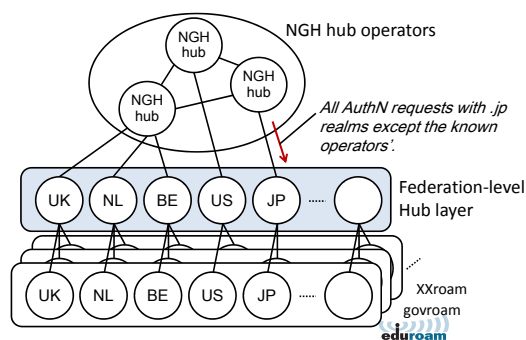 NGH
hub
NGH hub operators
NGH
hub
NGH
hub
All AuthN requests with .jp
realms except the known
operators'.
UK NL BE US JP ......
Federation-level
Hub layer
......
UK NL BE US JP ......
XXroam
govroam
eduroam